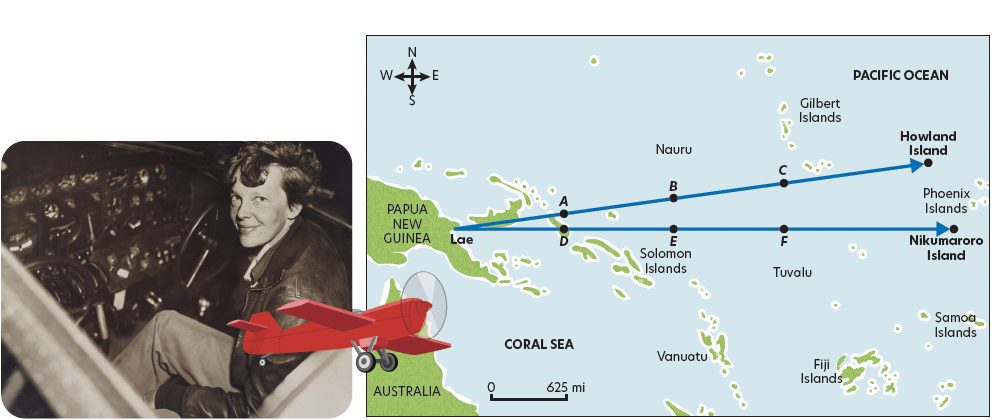 N
W E
S
PACIFIC OCEAN
Gilbert
Islands
Howland
Island
Nauru
C
B
A
Phoenix
Islands
PAPUA
NEW
GUINEA
Lae
D
E
F
Nikumaroro
Island
Solomon
Islands
Tuvalu
Samoa
Islands
CORAL SEA
Vanuatu
Fiji
Islands
0 625 mi
AUSTRALIA